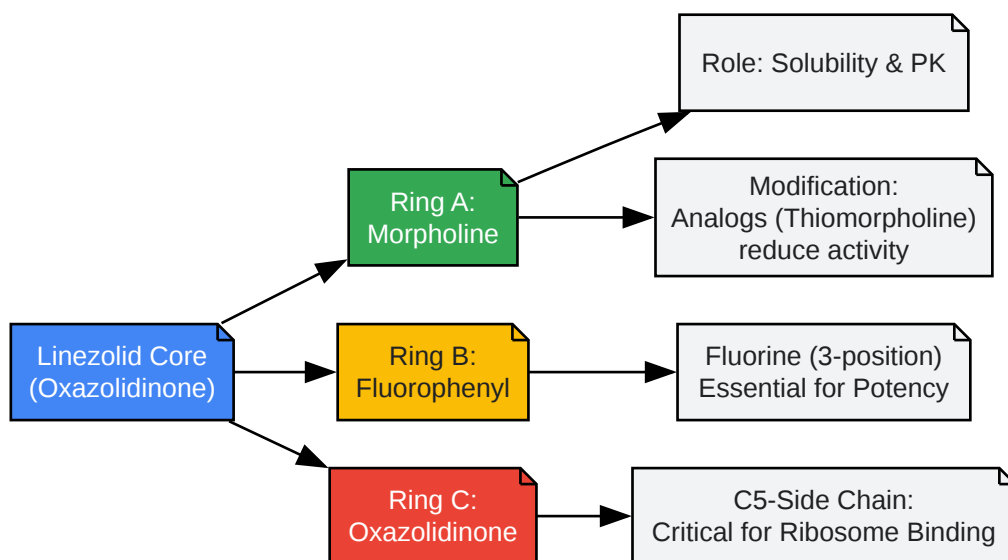 Role: Solubility & PK
Ring A:
Morpholine
Modification:
Analogs (Thiomorpholine)
reduce activity
Linezolid Core
(Oxazolidinone)
Ring B:
Fluorophenyl
Fluorine (3-position)
Essential for Potency
Ring C:
Oxazolidinone
C5-Side Chain:
Critical for Ribosome Binding